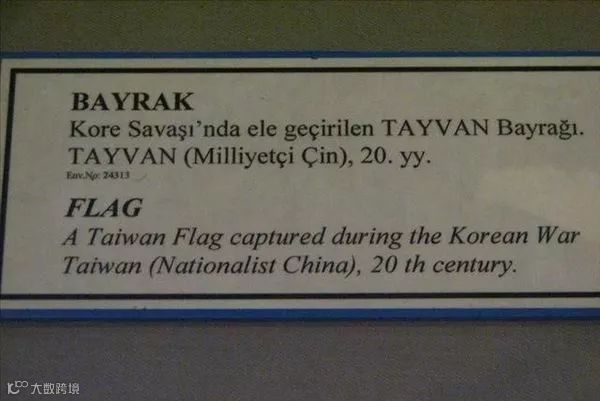 BAYRAK
Kore Savaşı'nda ele geçirilen TAYVAN Bayrağı.
TAYVAN (Milliyetçi Çin), 20. yy.
Env.No: 24313
FLAG
A Taiwan Flag captured during the Korean War
Taiwan (Nationalist China), 20 th century.
大数跨境